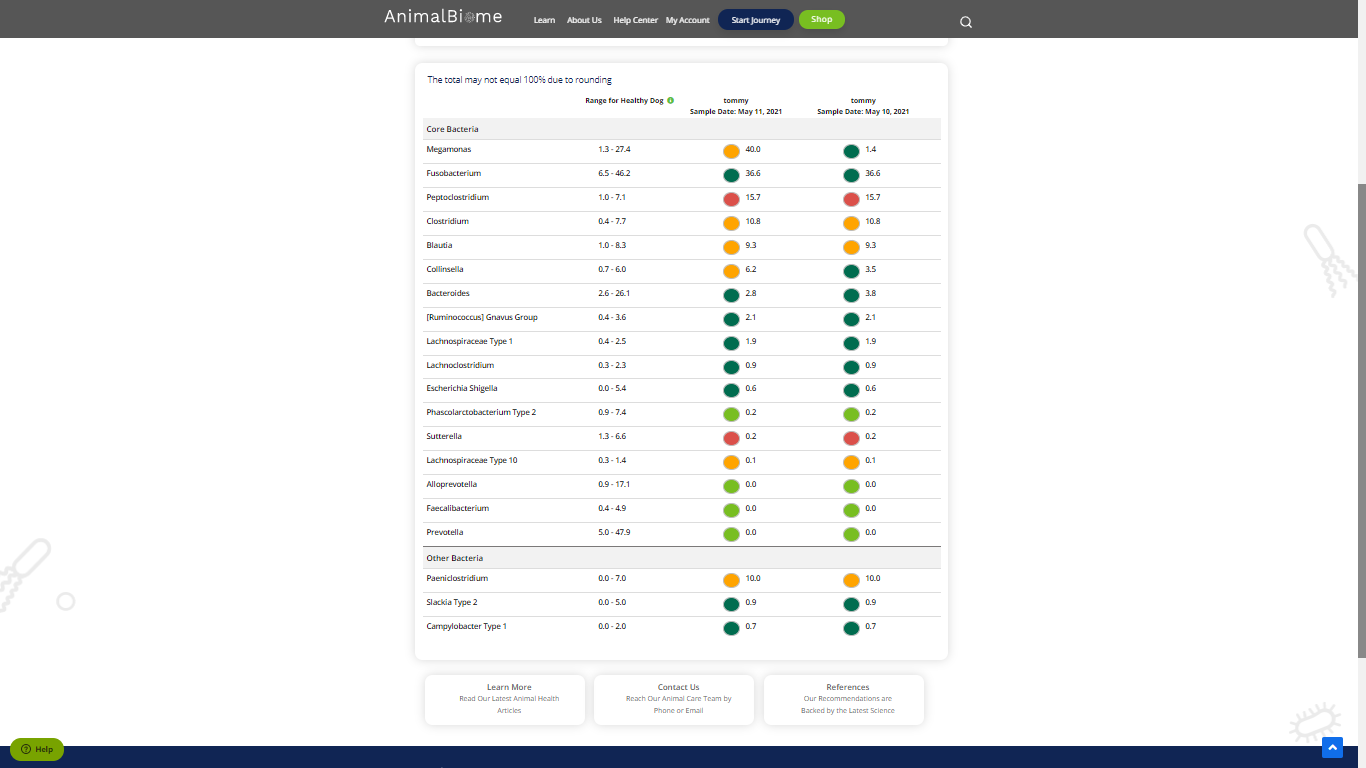 AnimalBiome
Learn About Us Help Center My Account Start Journey Shop
The total may not equal 100% due to rounding
Range for Healthy Dog tommy tommy
Sample Date: May 11, 2021 Sample Date: May 10, 2021
Core Bacteria
Megamonas 1.3 - 27.4 40.0 1.4
Fusobacterium 6.5 - 46.2 36.6 36.6
Peptoclostridium 1.0 - 7.1 15.7 15.7
Clostridium 0.4 - 7.7 10.8 10.8
Blautia 1.0 - 8.3 9.3 9.3
Collinsella 0.7 - 6.0 6.2 3.5
Bacteroides 2.6 - 26.1 2.8 3.8
[Ruminococcus] Gnavus Group 0.4 - 3.6 2.1 2.1
Lachnospiraceae Type 1 0.4 - 2.5 1.9 1.9
Lachnoclostridium 0.3 - 2.3 0.9 0.9
Escherichia Shigella 0.0 - 5.4 0.6 0.6
Phascolarctobacterium Type 2 0.9 - 7.4 0.2 0.2
Sutterella 1.3 - 6.6 0.2 0.2
Lachnospiraceae Type 10 0.3 - 1.4 0.1 0.1
Alloprevotella 0.9 - 17.1 0.0 0.0
Faecalibacterium 0.4 - 4.9 0.0 0.0
Prevotella 5.0 - 47.9 0.0 0.0
Other Bacteria
Paeniclostridium 0.0 - 7.0 10.0 10.0
Slackia Type 2 0.0 - 5.0 0.9 0.9
Campylobacter Type 1 0.0 - 2.0 0.7 0.7
Learn More
Read Our Latest Animal Health
Articles
Contact Us
Reach Our Animal Care Team by
Phone or Email
References
Our Recommendations are
Backed by the Latest Science
Help